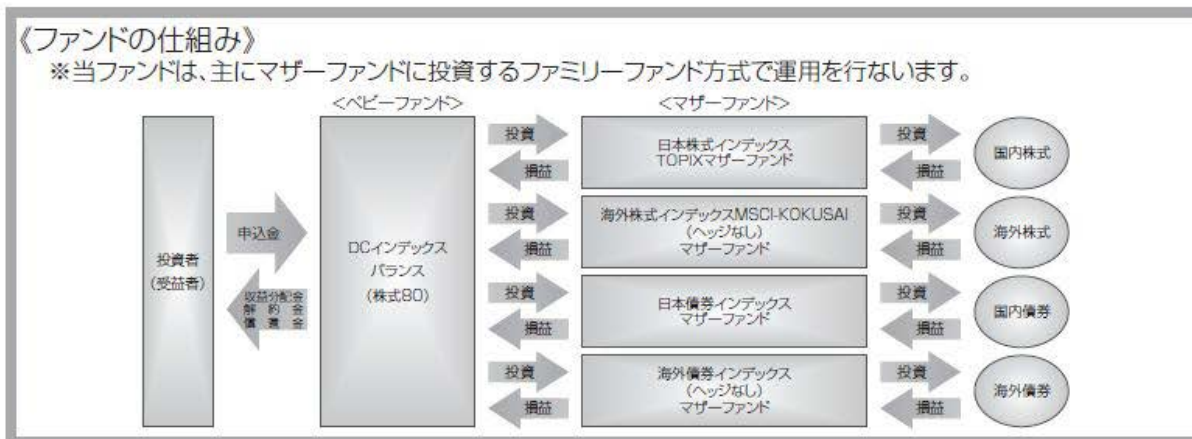 《ファンドの仕組み》
※当ファンドは、主にマザーファンドに投資するファミリーファンド方式で運用を行ないます。
<ベビーファンド>
<マザーファンド>
投資者
(受益者)
申込金
収益分配金
解約金
償還金
DCインデックス
バランス
(株式80)
投資
損益
日本株式インデックス
TOPIXマザーファンド
投資
損益
国内株式
投資
損益
海外株式インデックスMSCI-KOKUSAI
(ヘッジなし)
マザーファンド
投資
損益
海外株式
投資
損益
日本債券インデックス
マザーファンド
投資
損益
国内債券
投資
損益
海外債券インデックス
(ヘッジなし)
マザーファンド
投資
損益
海外債券